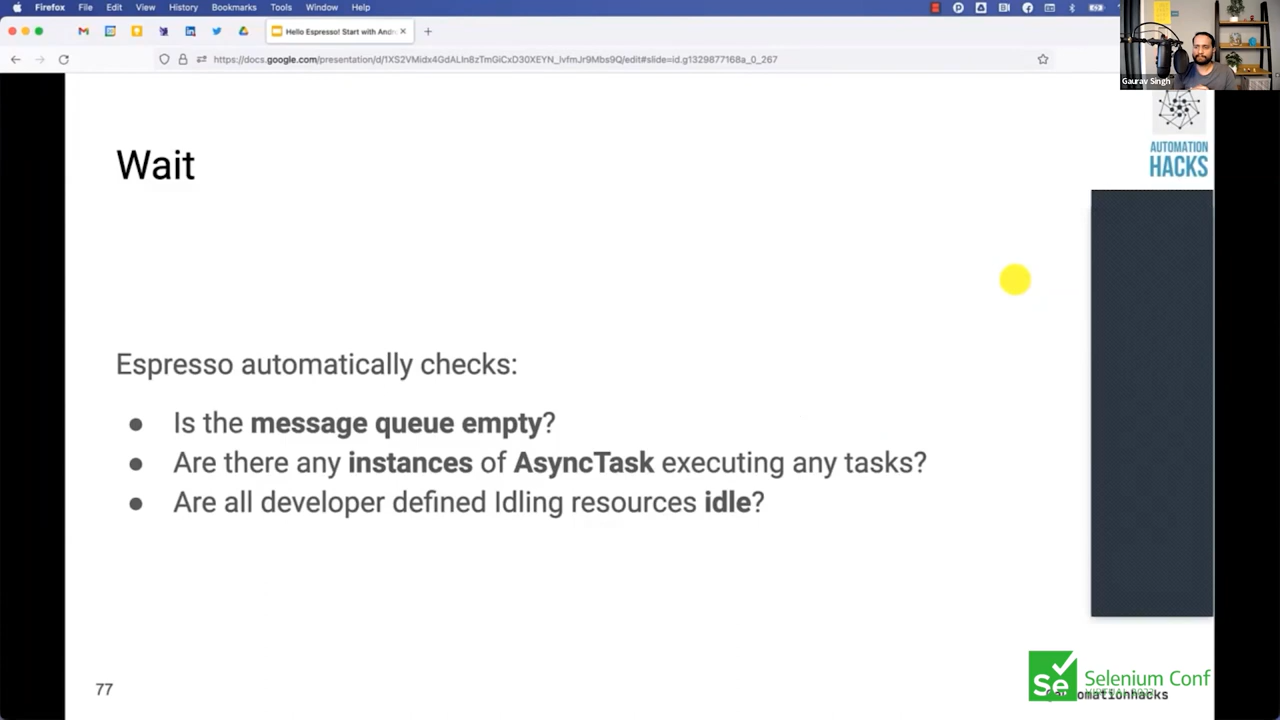 Firefox File Edit View History Bookmarks Tools Window Help
Hello Espresso! Start with Andr
https://docs.google.com/presentation/d/1XS2VMidx4GdALIn8zTmGiCxD30XEYN_lvfmJr9Mbs9Q/edit#slide=id.g1329877168a_0_267
Gaurav Singh
AUTOMATION
HACKS
Wait
Espresso automatically checks:
● Is the message queue empty?
● Are there any instances of AsyncTask executing any tasks?
● Are all developer defined Idling resources idle?
77
Se Selenium Conf